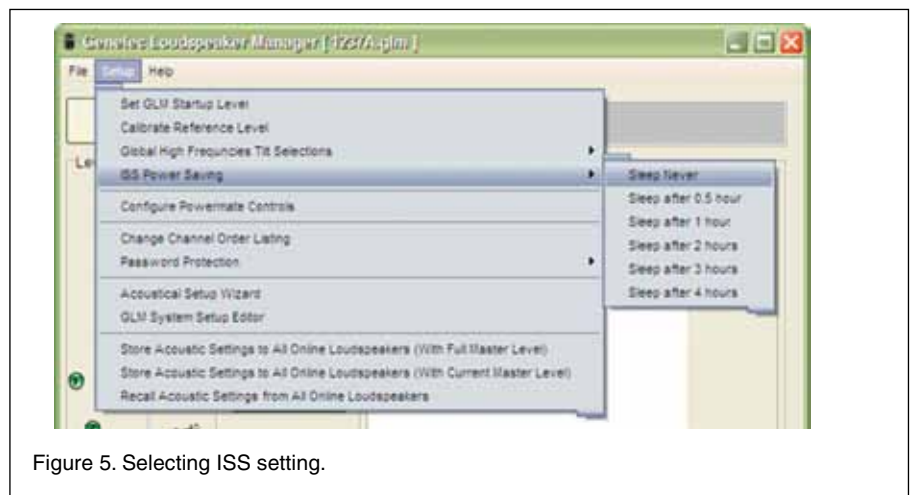 Genelec Loudspeaker Manager [ 1237A.glm ]
File Setup Help
Set GLM Startup Level
Calibrate Reference Level
Global High Frequncies Tilt Selections
ISS Power Saving
Configure Powermate Controls
Change Channel Order Listing
Password Protection
Acoustical Setup Wizard
GLM System Setup Editor
Store Acoustic Settings to All Online Loudspeakers (With Full Master Level)
Store Acoustic Settings to All Online Loudspeakers (With Current Master Level)
Recall Acoustic Settings from All Online Loudspeakers
Sleep Never
Sleep after 0.5 hour
Sleep after 1 hour
Sleep after 2 hours
Sleep after 3 hours
Sleep after 4 hours
Le
Figure 5. Selecting ISS setting.